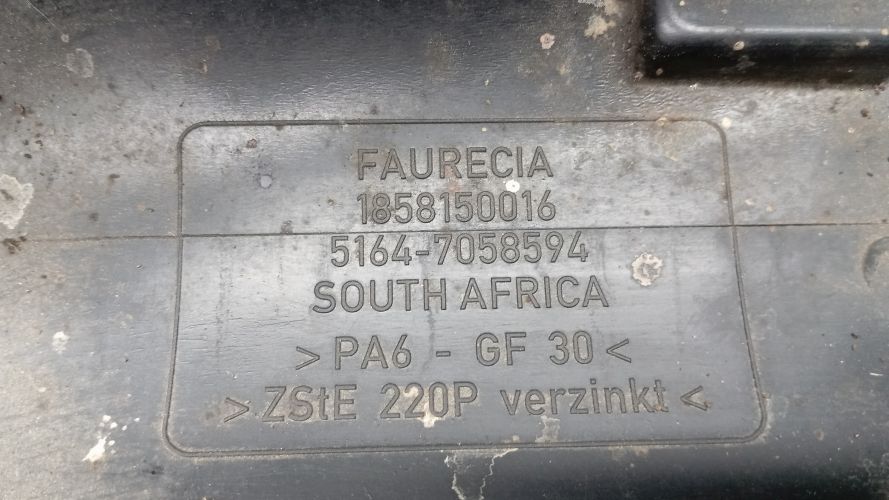 FAURECIA
1858150016
5164-7058594
SOUTH AFRICA
> PA6 - GF 30 <
> ZStE 220P verzinkt <